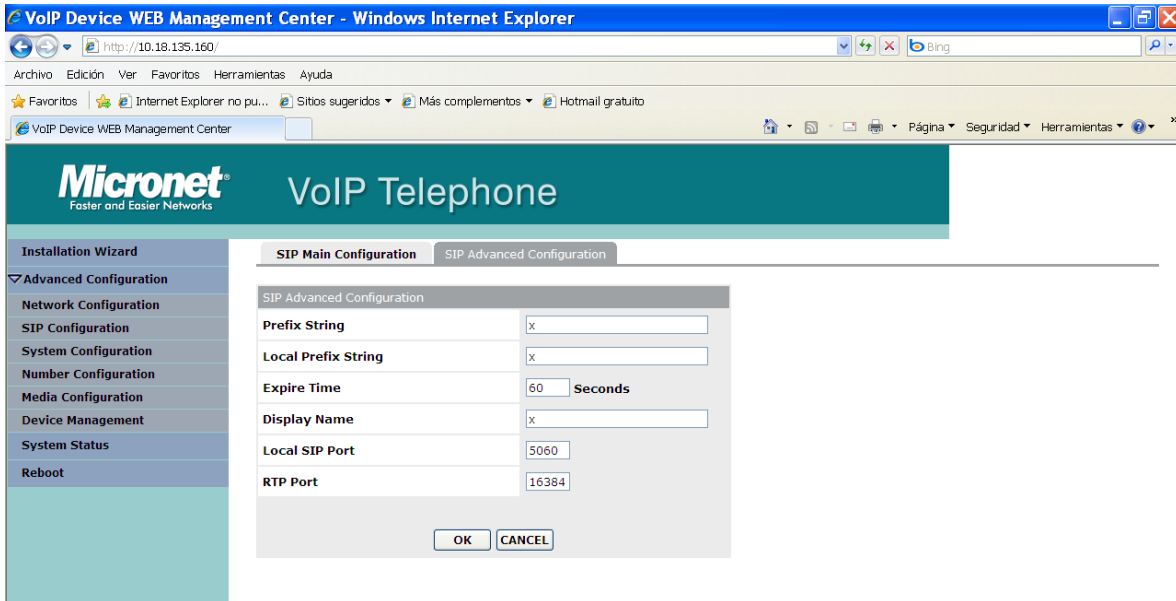 VoIP Device WEB Management Center - Windows Internet Explorer
http://10.18.135.160/
Bing
Archivo Edición Ver Favoritos Herramientas Ayuda
Favoritos Internet Explorer no pu... Sitios sugeridos Más complementos Hotmail gratuito
VoIP Device WEB Management Center
Página Seguridad Herramientas »
Micronet®
Faster and Easier Networks
VoIP Telephone
Installation Wizard
Advanced Configuration
Network Configuration
SIP Configuration
System Configuration
Number Configuration
Media Configuration
Device Management
System Status
Reboot
SIP Main Configuration SIP Advanced Configuration
SIP Advanced Configuration
Prefix String x
Local Prefix String x
Expire Time 60 Seconds
Display Name x
Local SIP Port 5060
RTP Port 16384
OK CANCEL